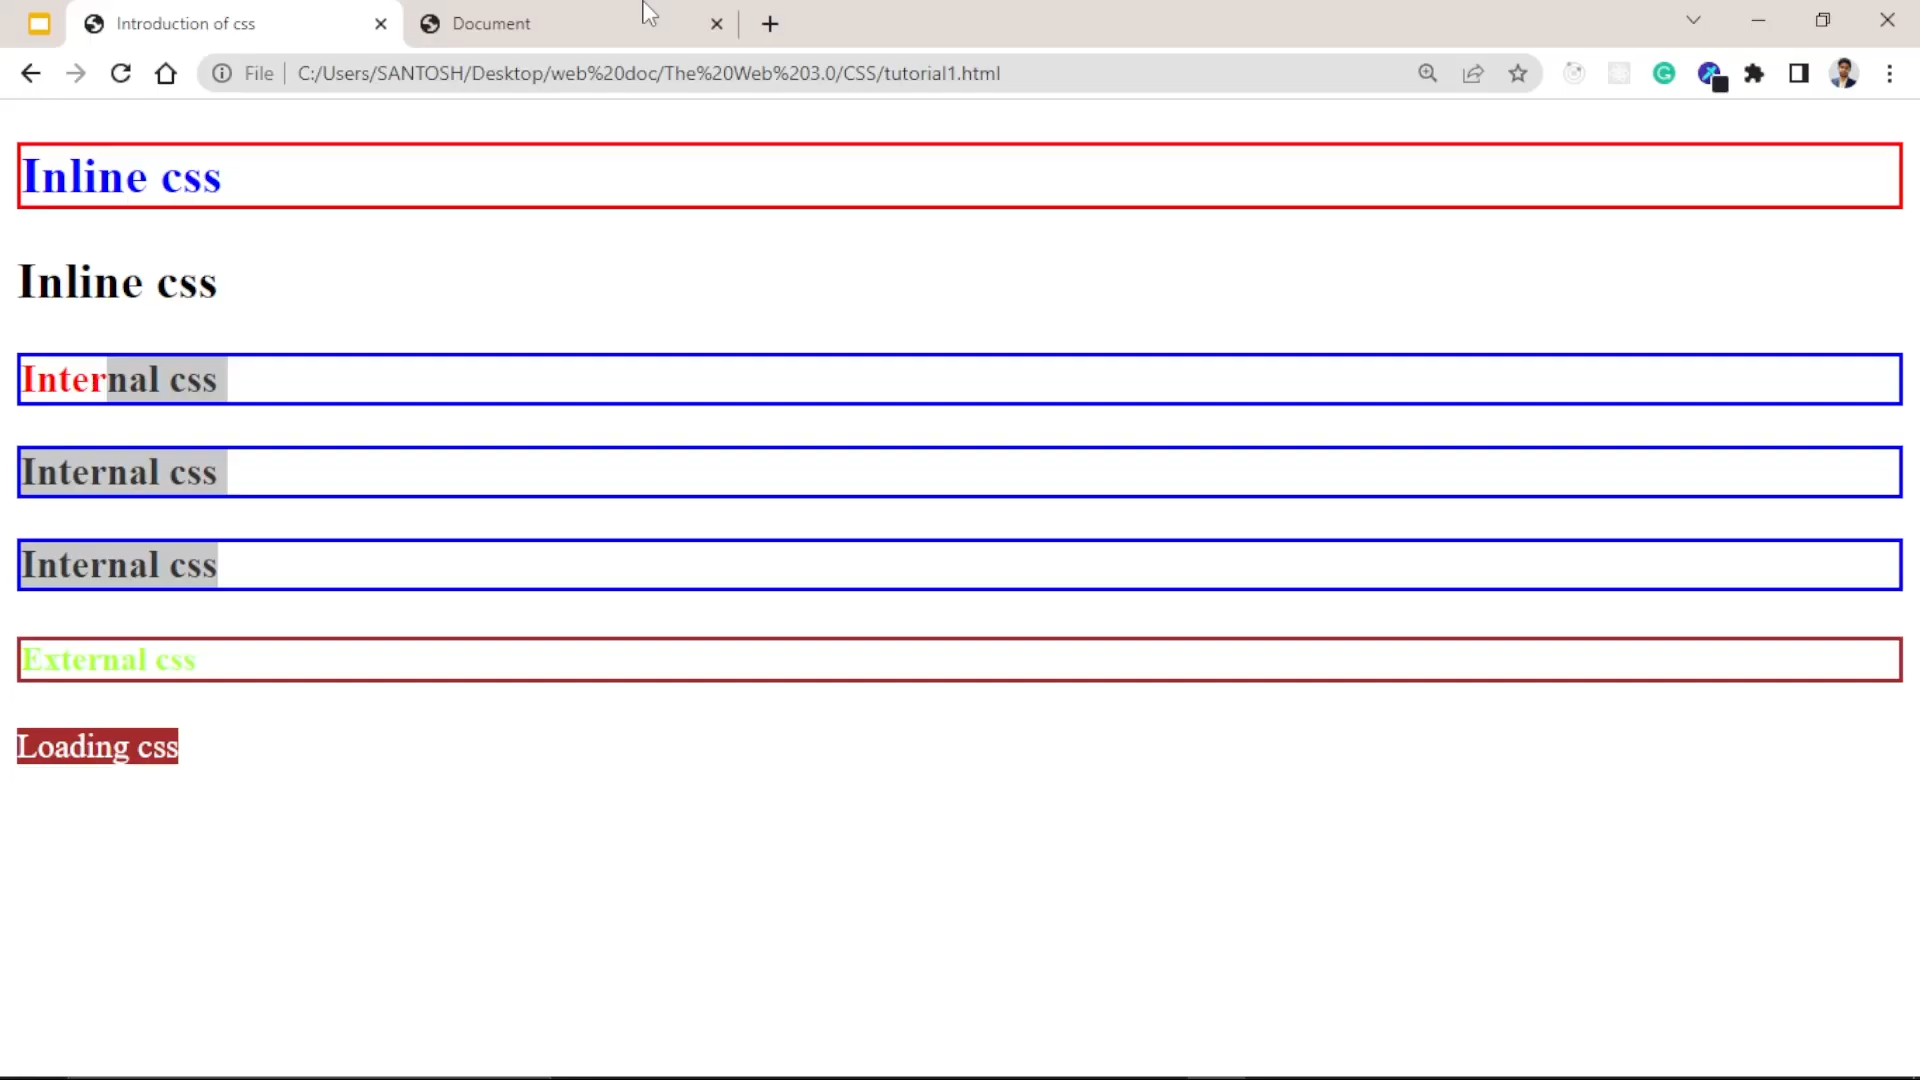 Introduction of css
Document
File
C:/Users/SANTOSH/Desktop/web%20doc/The%20Web%203.0/CSS/tutorial1.html
Inline css
Inline css
Internal css
Internal css
Internal css
External css
Loading css